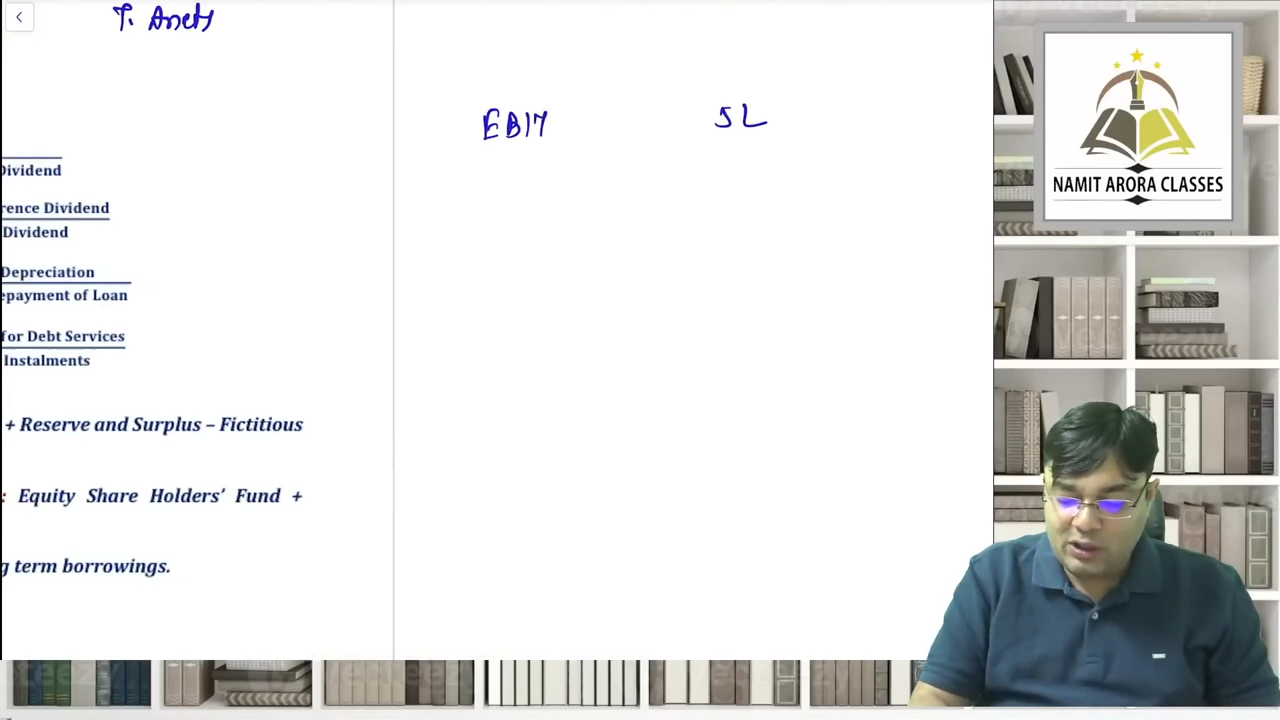 T. Assets
EBIT 5L
Dividend
rence Dividend
Dividend
Depreciation
epayment of Loan
for Debt Services
Instalments
+ Reserve and Surplus – Fictitious
: Equity Share Holders' Fund +
g term borrowings.
NAMIT ARORA CLASSES